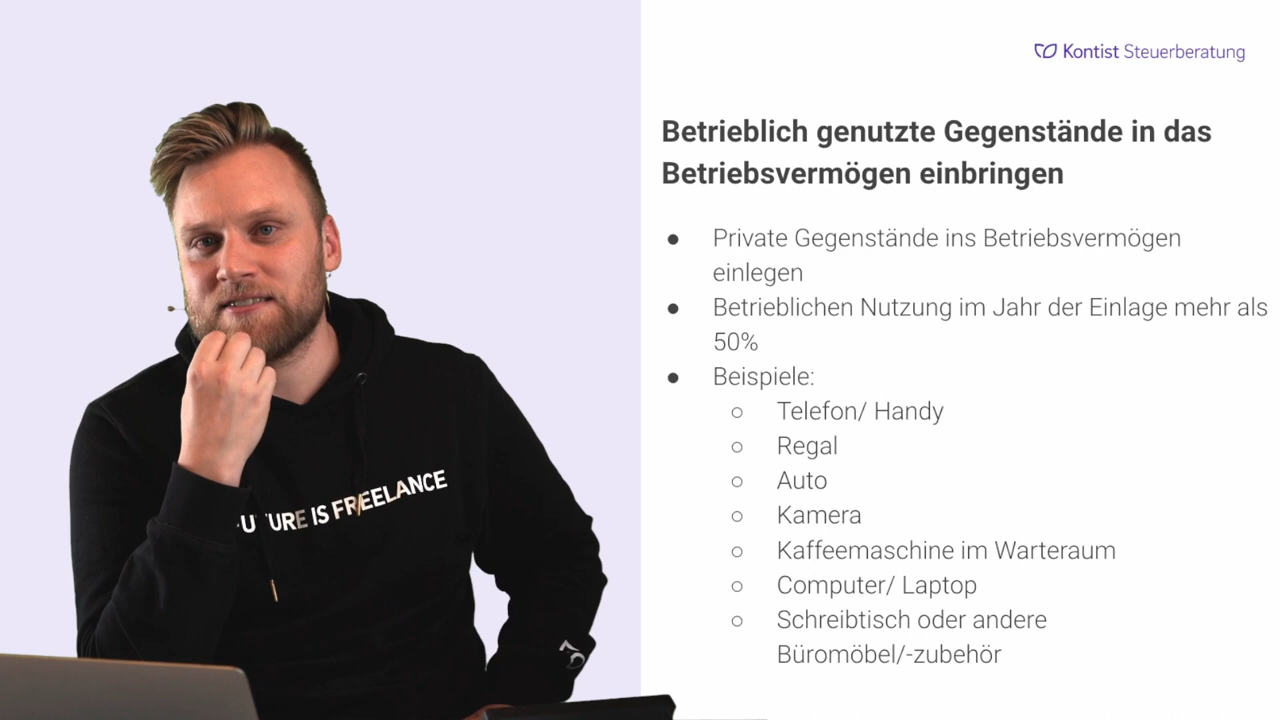 Kontist Steuerberatung
Betrieblich genutzte Gegenstände in das
Betriebsvermögen einbringen
● Private Gegenstände ins Betriebsvermögen
einlegen
● Betrieblichen Nutzung im Jahr der Einlage mehr als
50%
● Beispiele:
○ Telefon/ Handy
○ Regal
○ Auto
○ Kamera
○ Kaffeemaschine im Warteraum
○ Computer/ Laptop
○ Schreibtisch oder andere
Büromöbel/-zubehör
UTURE IS FREELANCE